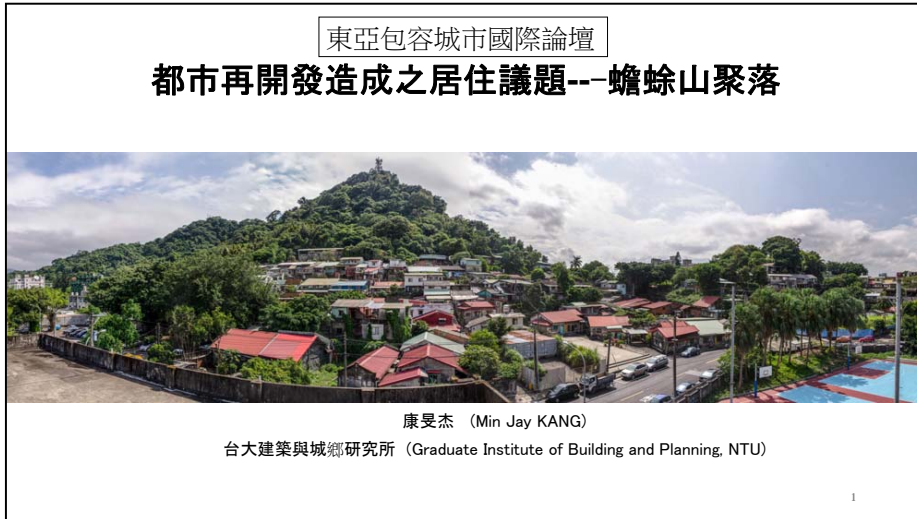 東亞包容城市國際論壇
都市再開發造成之居住議題--–蟾蜍山聚落
康旻杰 (Min Jay KANG)
台大建築與城鄉研究所 (Graduate Institute of Building and Planning, NTU)
1